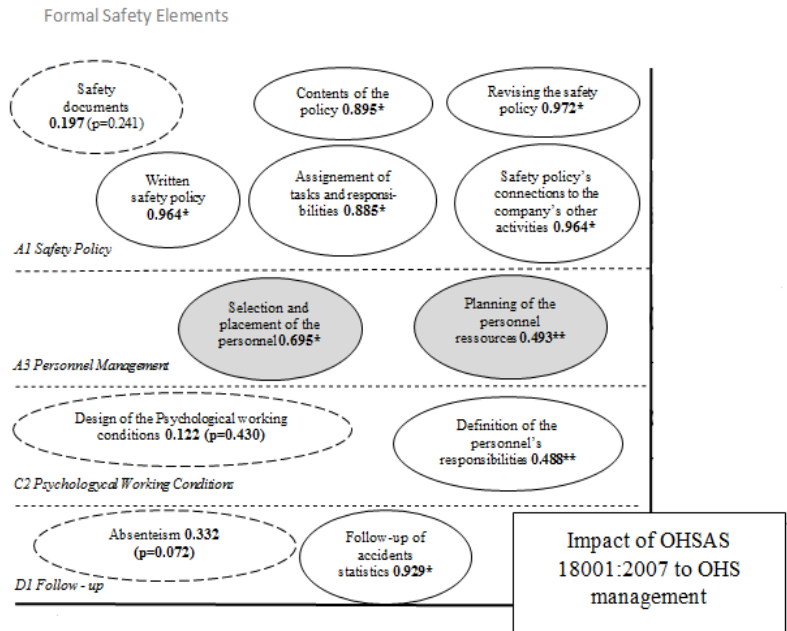 Formal Safety Elements
Safety
documents
0.197 (p=0.241)
Contents of the
policy 0.895*
Revising the safety
policy 0.972*
Written
safety policy
0.964*
Assignement of
tasks and responsi-
bilities 0.885*
Safety policy's
connections to the
company's other
activities 0.964*
A1 Safety Policy
Selection and
placement of the
personnel 0.695*
Planning of the
personnel
ressources 0.493**
A3 Personnel Management
Design of the Psychological working
conditions 0.122 (p=0.430)
Definition of the
personnel's
responsibilities 0.488**
C2 Psychologycal Working Conditions
Absenteism 0.332
(p=0.072)
Follow-up of
accidents
statistics 0.929*
D1 Follow - up
Impact of OHSAS
18001:2007 to OHS
management